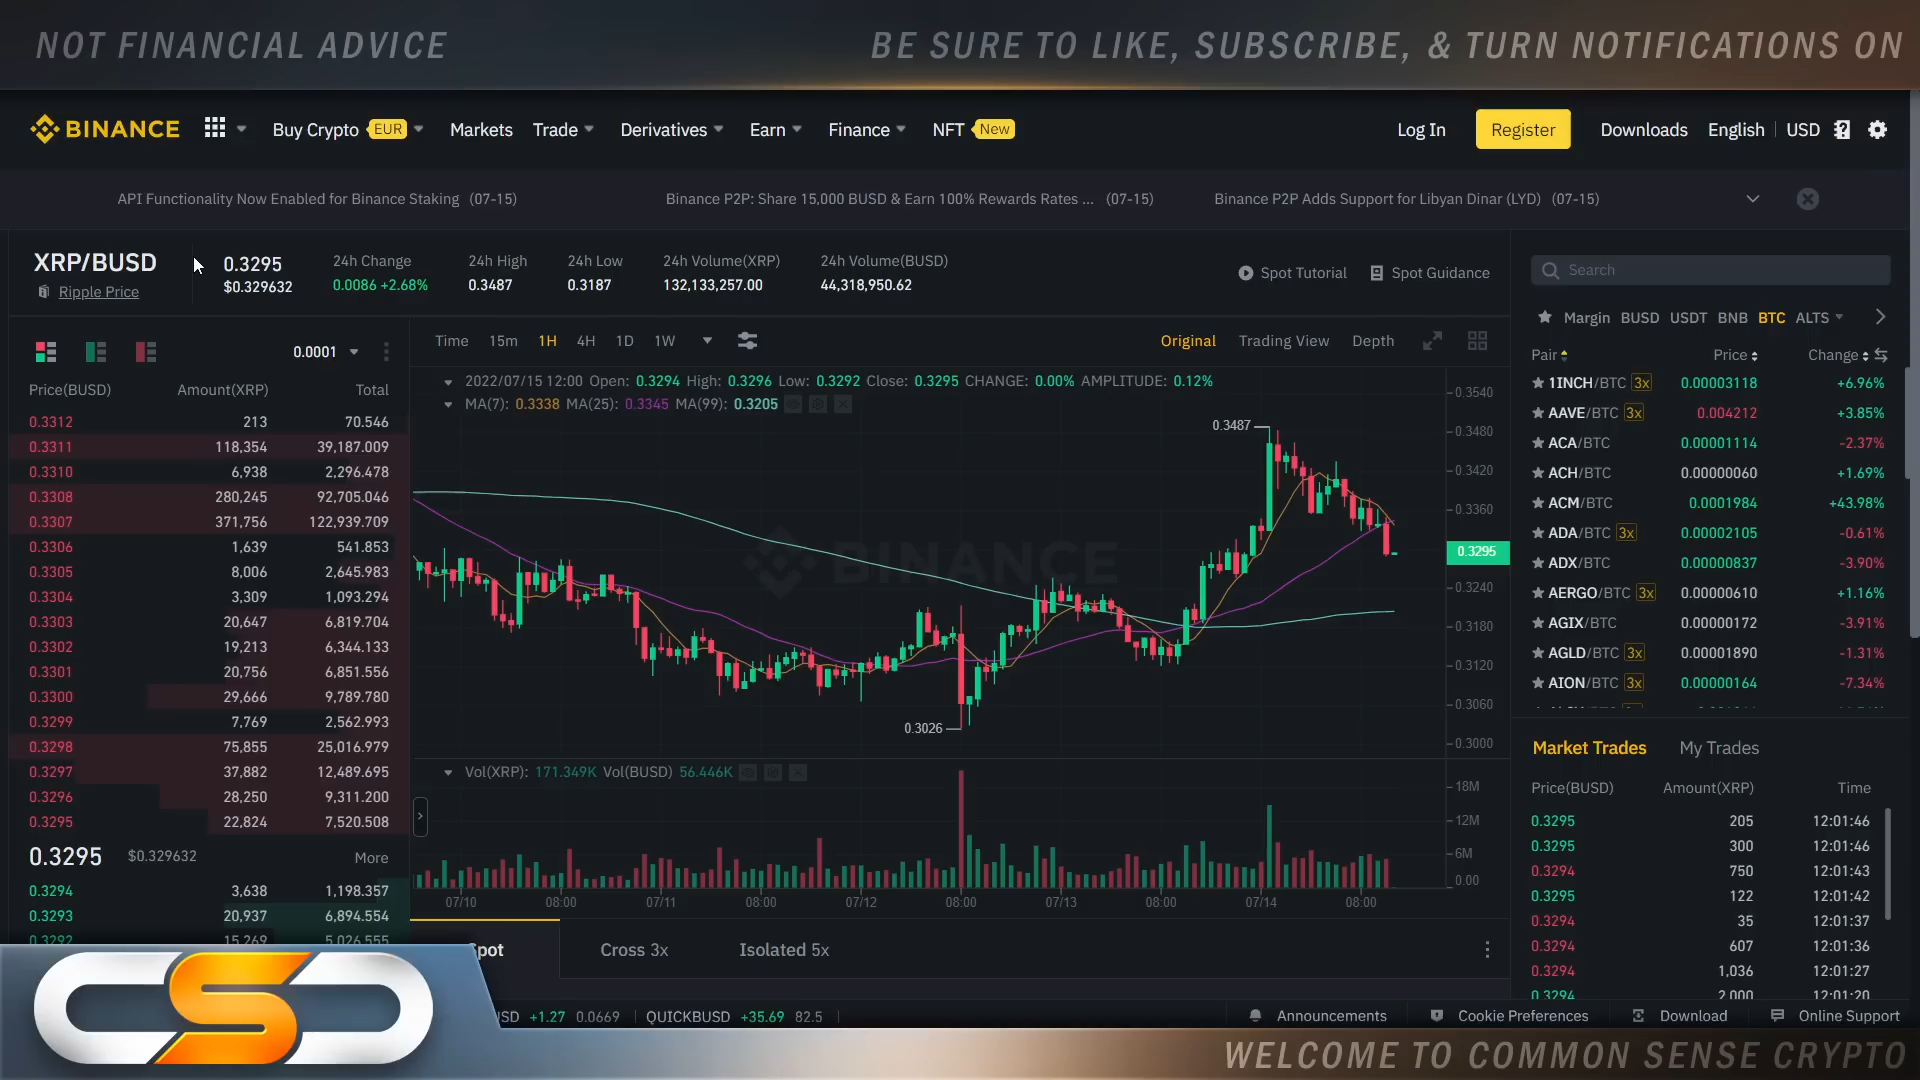 NOT FINANCIAL ADVICE
BE SURE TO LIKE, SUBSCRIBE, & TURN NOTIFICATIONS ON
BINANCE
Buy Crypto EUR Markets Trade Derivatives Earn Finance NFT New
Log In Register Downloads English USD
API Functionality Now Enabled for Binance Staking (07-15)
Binance P2P: Share 15,000 BUSD & Earn 100% Rewards Rates ... (07-15)
Binance P2P Adds Support for Libyan Dinar (LYD) (07-15)
XRP/BUSD
Ripple Price
0.3295
$0.329632
24h Change
0.0086 +2.68%
24h High
0.3487
24h Low
0.3187
24h Volume(XRP)
132,133,257.00
24h Volume(BUSD)
44,318,950.62
Spot Tutorial Spot Guidance
0.0001
Price(BUSD) Amount(XRP) Total
0.3312 213 70.546
0.3311 118,354 39,187.009
0.3310 6,938 2,296.478
0.3308 280,245 92,705.046
0.3307 371,756 122,939.709
0.3306 1,639 541.853
0.3305 8,006 2,645.983
0.3304 3,309 1,093.294
0.3303 20,647 6,819.704
0.3302 19,213 6,344.133
0.3301 20,756 6,851.556
0.3300 29,666 9,789.780
0.3299 7,769 2,562.993
0.3298 75,855 25,016.979
0.3297 37,882 12,489.695
0.3296 28,250 9,311.200
0.3295 22,824 7,520.508
0.3295 $0.329632 More
0.3294 3,638 1,198.357
0.3293 20,937 6,894.554
0.3292 15,269 5,026.555
Time 15m 1H 4H 1D 1W
Original Trading View Depth
2022/07/15 12:00 Open: 0.3294 High: 0.3296 Low: 0.3292 Close: 0.3295 CHANGE: 0.00% AMPLITUDE: 0.12%
MA(7): 0.3338 MA(25): 0.3345 MA(99): 0.3205
0.3487
BINANCE
0.3026
0.3540
0.3480
0.3420
0.3360
0.3295
0.3240
0.3180
0.3120
0.3060
0.3000
Vol(XRP): 171.349K Vol(BUSD) 56.446K
18M
12M
6M
0.00
07/10 08:00 07/11 08:00 07/12 08:00 07/13 08:00 07/14 08:00
Spot Cross 3x Isolated 5x
Search
Margin BUSD USDT BNB BTC ALTS
Pair Price Change
1INCH/BTC 3x 0.00003118 +6.96%
AAVE/BTC 3x 0.004212 +3.85%
ACA/BTC 0.00001114 -2.37%
ACH/BTC 0.00000060 +1.69%
ACM/BTC 0.0001984 +43.98%
ADA/BTC 3x 0.00002105 -0.61%
ADX/BTC 0.00000837 -3.90%
AERGO/BTC 3x 0.00000610 +1.16%
AGIX/BTC 0.00000172 -3.91%
AGLD/BTC 3x 0.00001890 -1.31%
AION/BTC 3x 0.00000164 -7.34%
Market Trades My Trades
Price(BUSD) Amount(XRP) Time
0.3295 205 12:01:46
0.3295 300 12:01:46
0.3294 750 12:01:43
0.3295 122 12:01:42
0.3294 35 12:01:37
0.3294 607 12:01:36
0.3294 1,036 12:01:27
0.3294 2,000 12:01:20
+1.27 0.0669 QUICKBUSD +35.69 82.5
Announcements Cookie Preferences Download Online Support
CSC
WELCOME TO COMMON SENSE CRYPTO